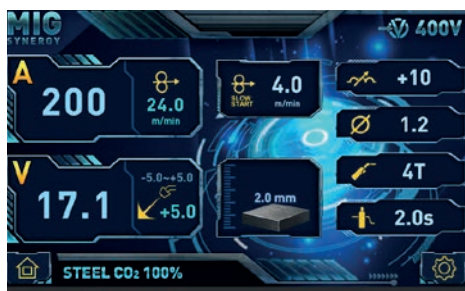 MIG
SYNERGY
400V
A
200
24.0
m/min
SLOW
START
4.0
m/min
+10
1.2
4T
2.0s
V
17.1
-5.0~+5.0
+5.0
2.0 mm
STEEL CO₂ 100%